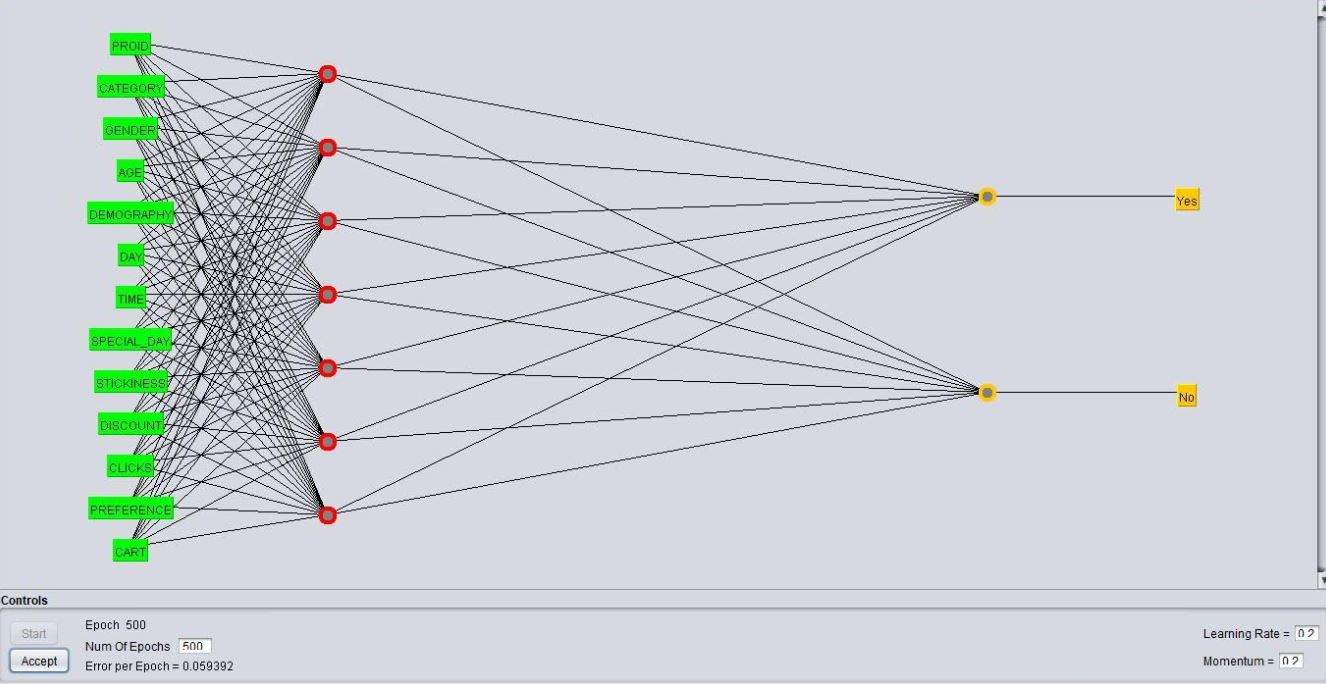 PROID
CATEGORY
GENDER
AGE
DEMOGRAPHY
DAY
TIME
SPECIAL_DAY
STICKINESS
DISCOUNT
CLICKS
PREFERENCE
CART
Yes
No
Controls
Start
Accept
Epoch 500
Num Of Epochs 500
Error per Epoch = 0.059392
Learning Rate = 0.2
Momentum = 0.2